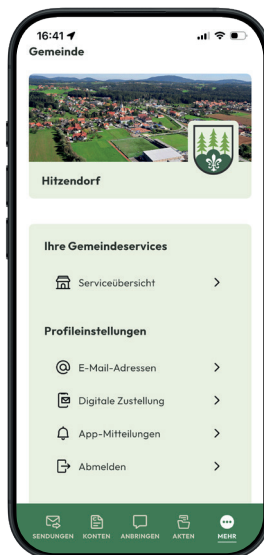 16:41
Gemeinde
Hitzendorf
Ihre Gemeindeservices
Serviceübersicht
Profileinstellungen
E-Mail-Adressen
Digitale Zustellung
App-Mitteilungen
Abmelden
SENDUNGEN KONTEN ANBRINGEN AKTEN MEHR